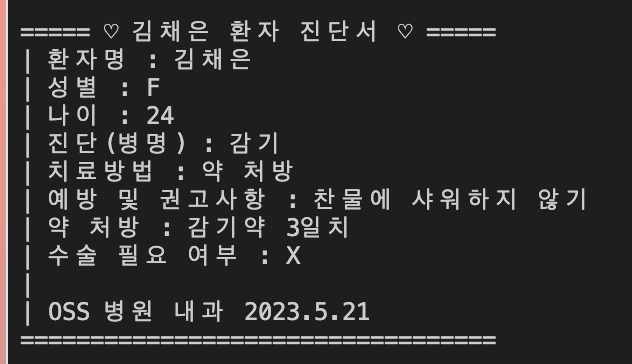 ===== ♡ 김채은 환자 진단서 ♡ =====
| 환자명 : 김채은
| 성별 : F
| 나이 : 24
| 진단(병명) : 감기
| 치료방법 : 약 처방
| 예방 및 권고사항 : 찬물에 샤워하지 않기
| 약 처방 : 감기약 3일치
| 수술 필요 여부 : X
|
| OSS 병원 내과 2023.5.21
==================================